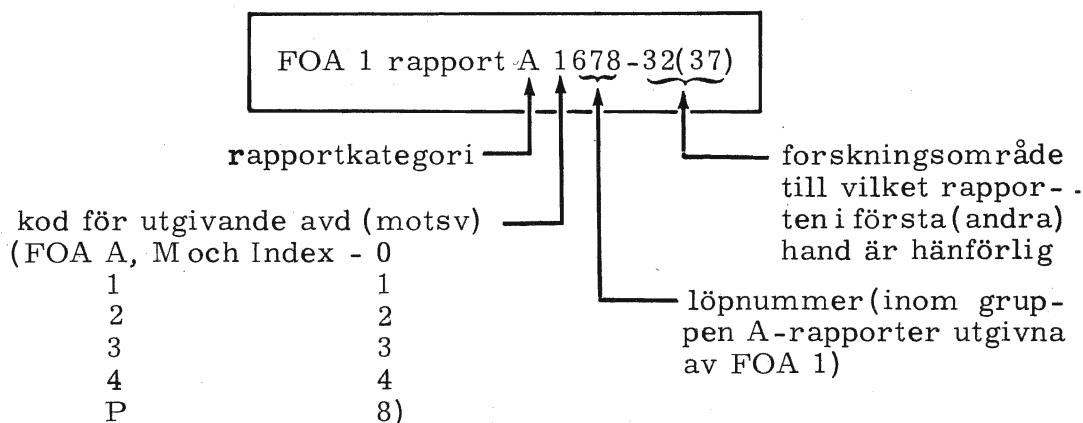 FOA 1 rapport A 1678-32(37)
rapportkategori
kod för utgivande avd (motsv)
(FOA A, M och Index - 0
1 1
2 2
3 3
4 4
P 8)
forskningsområde
till vilket rappor-
ten i första (andra)
hand är hänförlig
löpnummer (inom grup-
pen A-rapporter utgivna
av FOA 1)